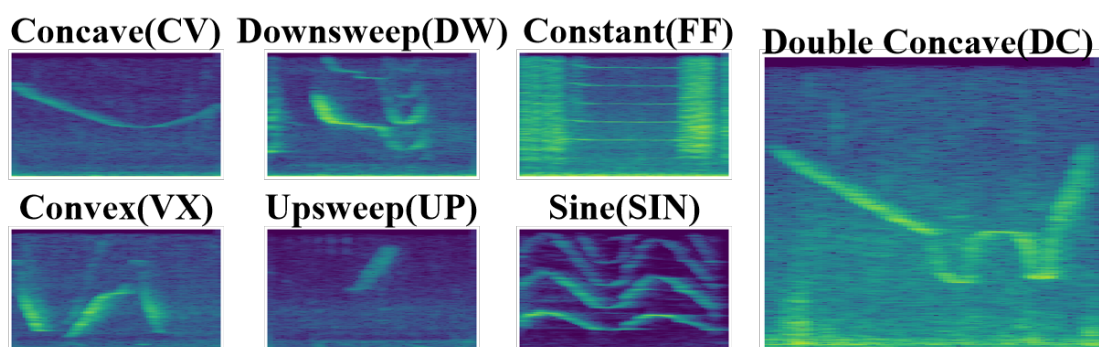 Concave(CV)
Downsweep(DW)
Constant(FF)
Double Concave(DC)
Convex(VX)
Upsweep(UP)
Sine(SIN)